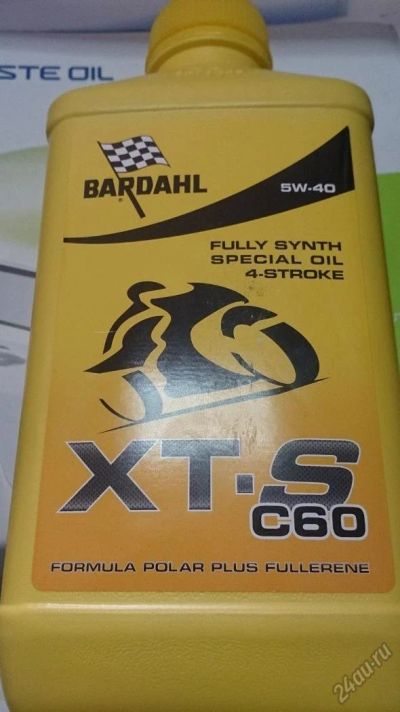 STE OIL
BARDAHL
®
5W-40
FULLY SYNTH
SPECIAL OIL
4-STROKE
XT·S
C60
FORMULA POLAR PLUS FULLERENE
24au.ru